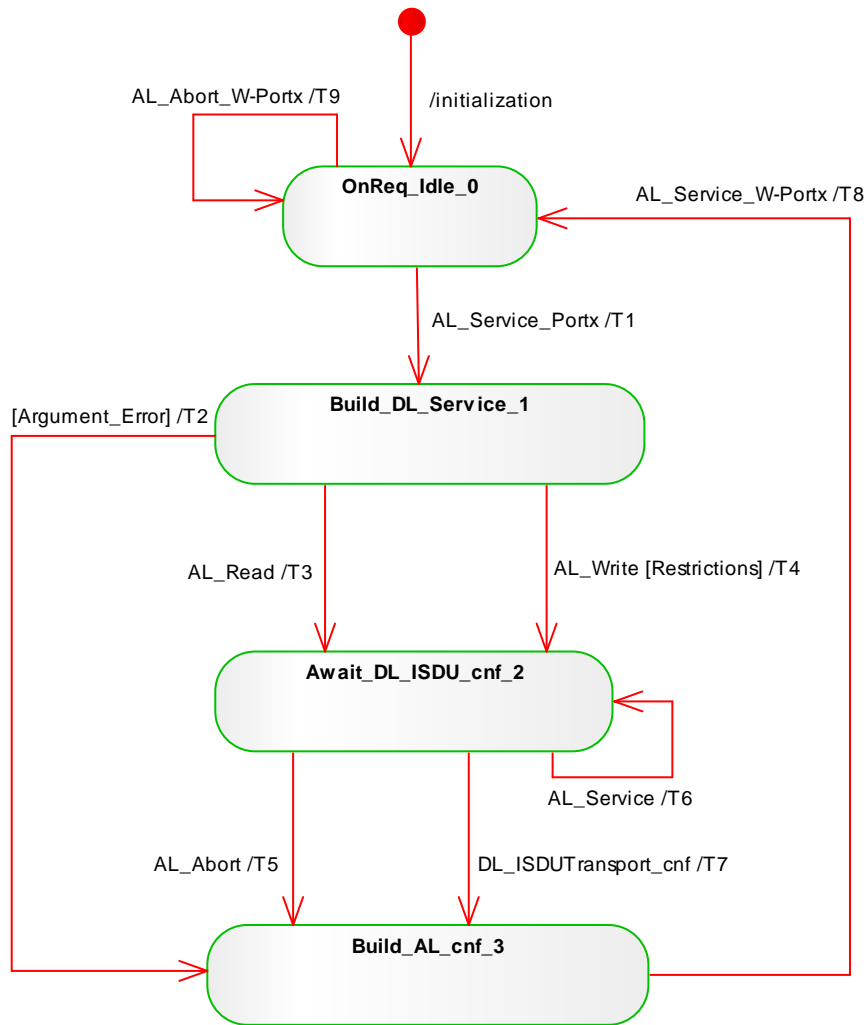 AL_Abort_W-Portx /T9
/initialization
OnReq_Idle_0
AL_Service_W-Portx /T8
AL_Service_Portx /T1
Build_DL_Service_1
[Argument_Error] /T2
AL_Read /T3
AL_Write [Restrictions] /T4
Await_DL_ISDU_cnf_2
AL_Service /T6
AL_Abort /T5
DL_ISDUTransport_cnf /T7
Build_AL_cnf_3